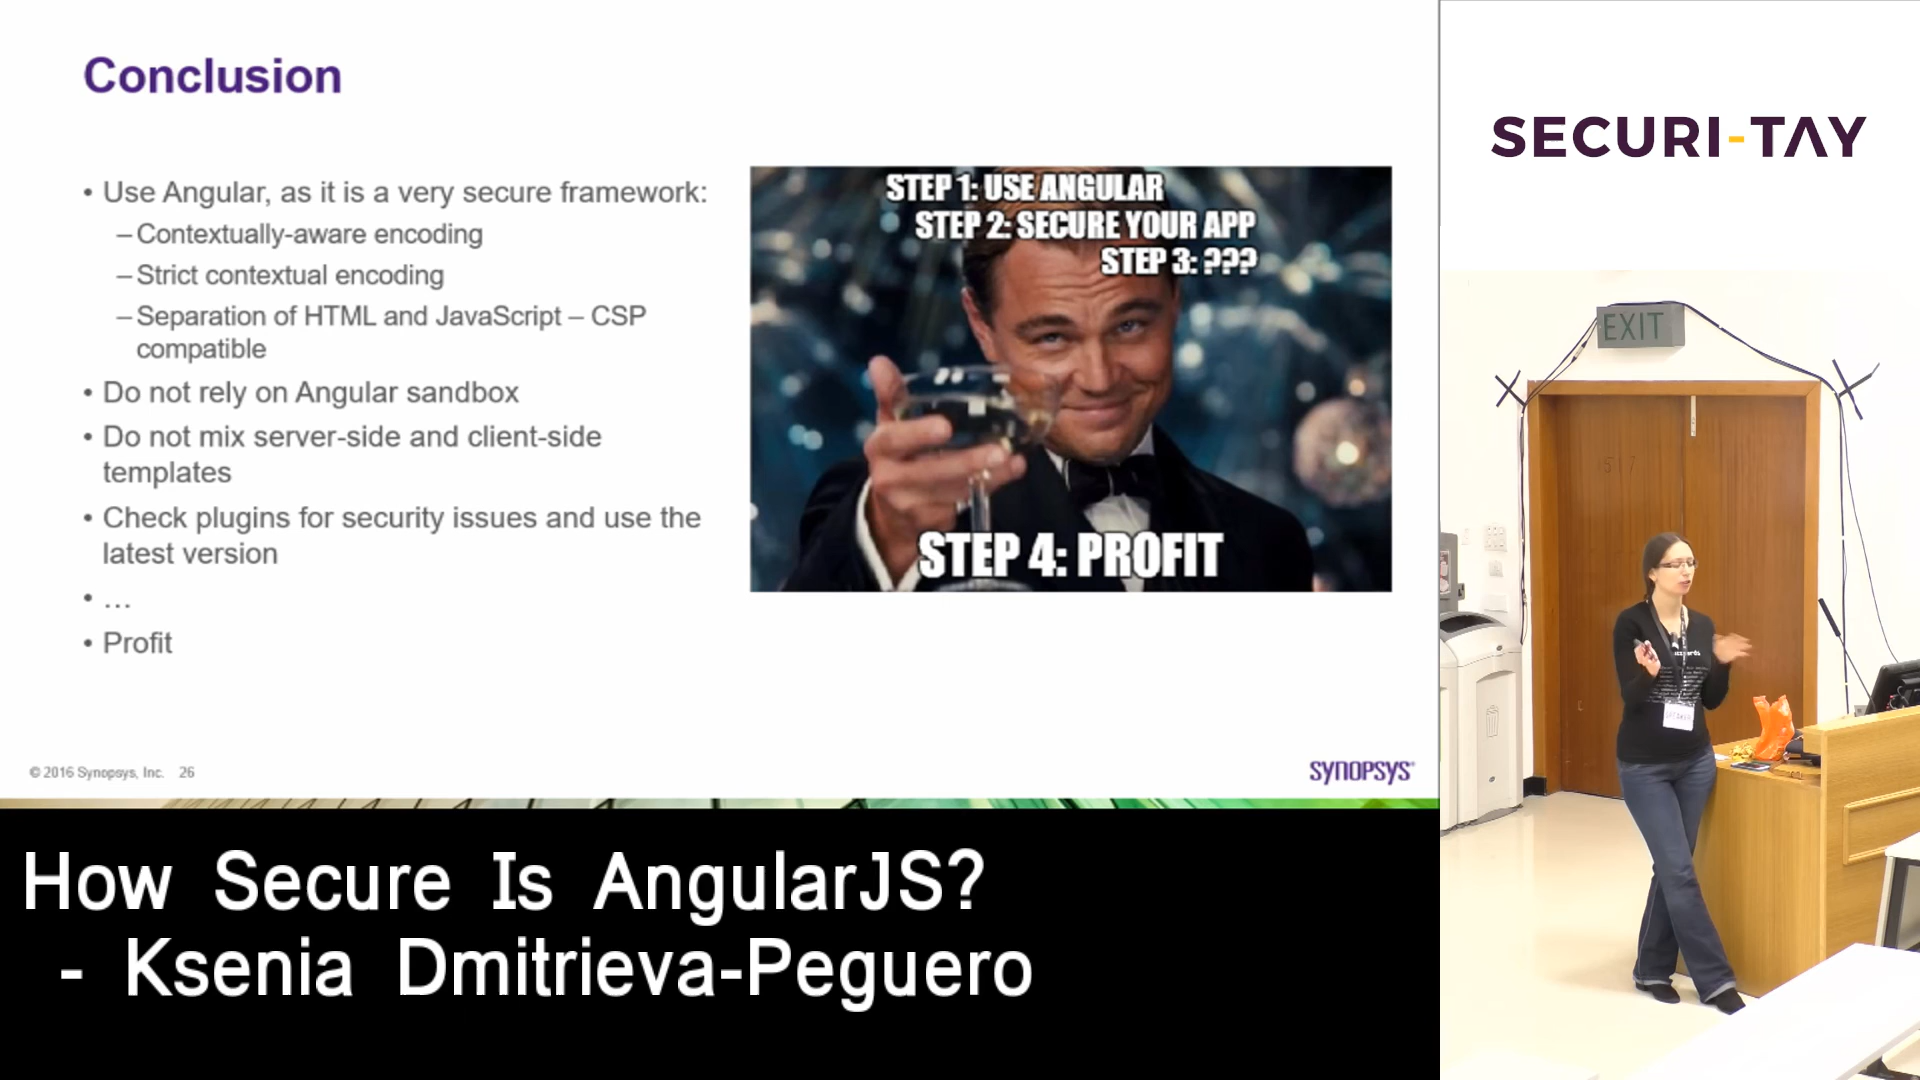 Conclusion
• Use Angular, as it is a very secure framework:
– Contextually-aware encoding
– Strict contextual encoding
– Separation of HTML and JavaScript – CSP
compatible
• Do not rely on Angular sandbox
• Do not mix server-side and client-side
templates
• Check plugins for security issues and use the
latest version
• …
• Profit
STEP 1: USE ANGULAR
STEP 2: SECURE YOUR APP
STEP 3: ???
STEP 4: PROFIT
© 2016 Synopsys, Inc. 26
SYNOPSYS
How Secure Is AngularJS?
- Ksenia Dmitrieva-Peguero
SECURI-TAY
EXIT